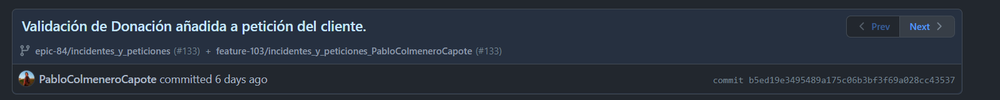 Validación de Donación añadida a petición del cliente.
Prev
Next
epic-84/incidentes_y_peticiones (#133) + feature-103/incidentes_y_peticiones_PabloColmeneroCapote (#133)
PabloColmeneroCapote committed 6 days ago
commit b5ed19e3495489a175c06b3bf3f69a028cc43537